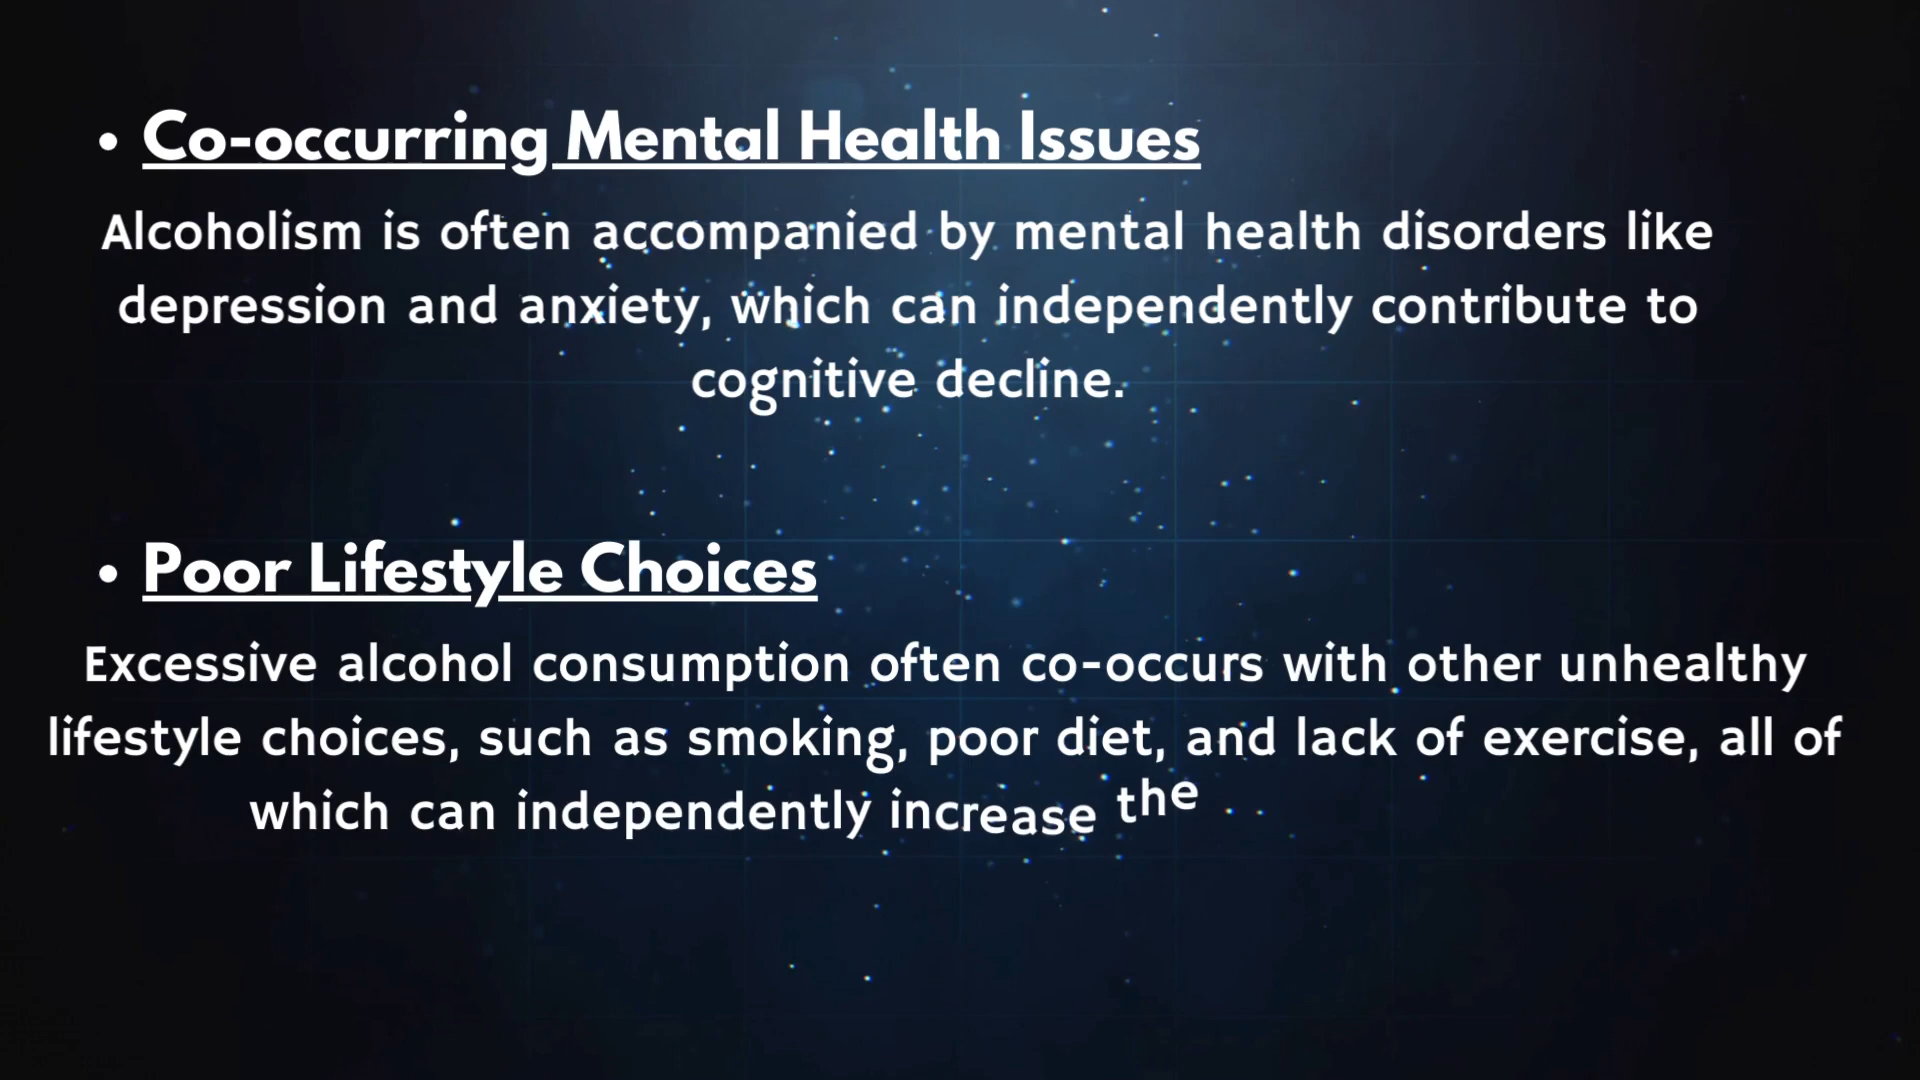 • Co-occurring Mental Health Issues
Alcoholism is often accompanied by mental health disorders like
depression and anxiety, which can independently contribute to
cognitive decline.
• Poor Lifestyle Choices
Excessive alcohol consumption often co-occurs with other unhealthy
lifestyle choices, such as smoking, poor diet, and lack of exercise, all of
which can independently increase the